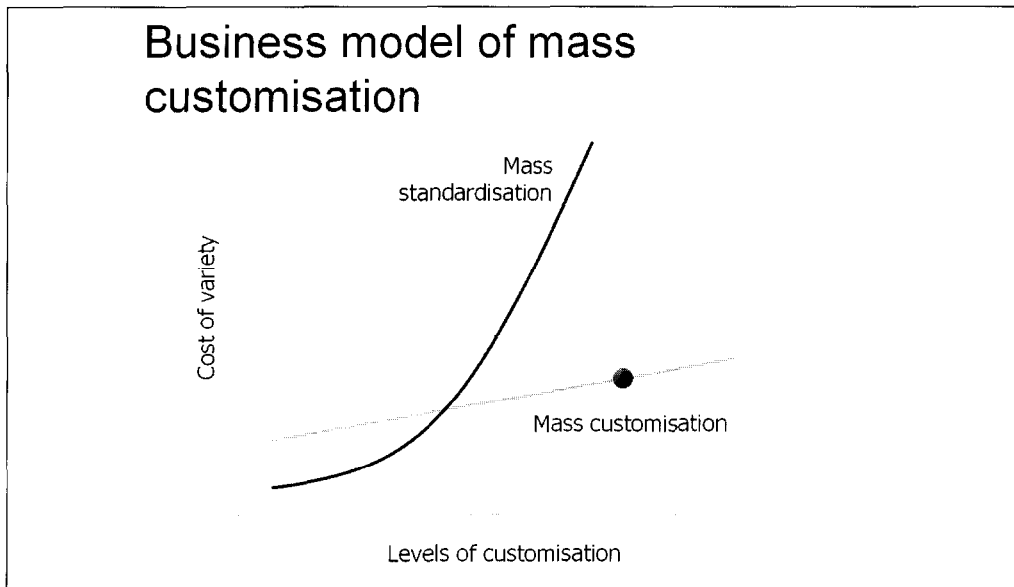 Business model of mass
customisation
Mass
standardisation
Cost of variety
Mass customisation
Levels of customisation